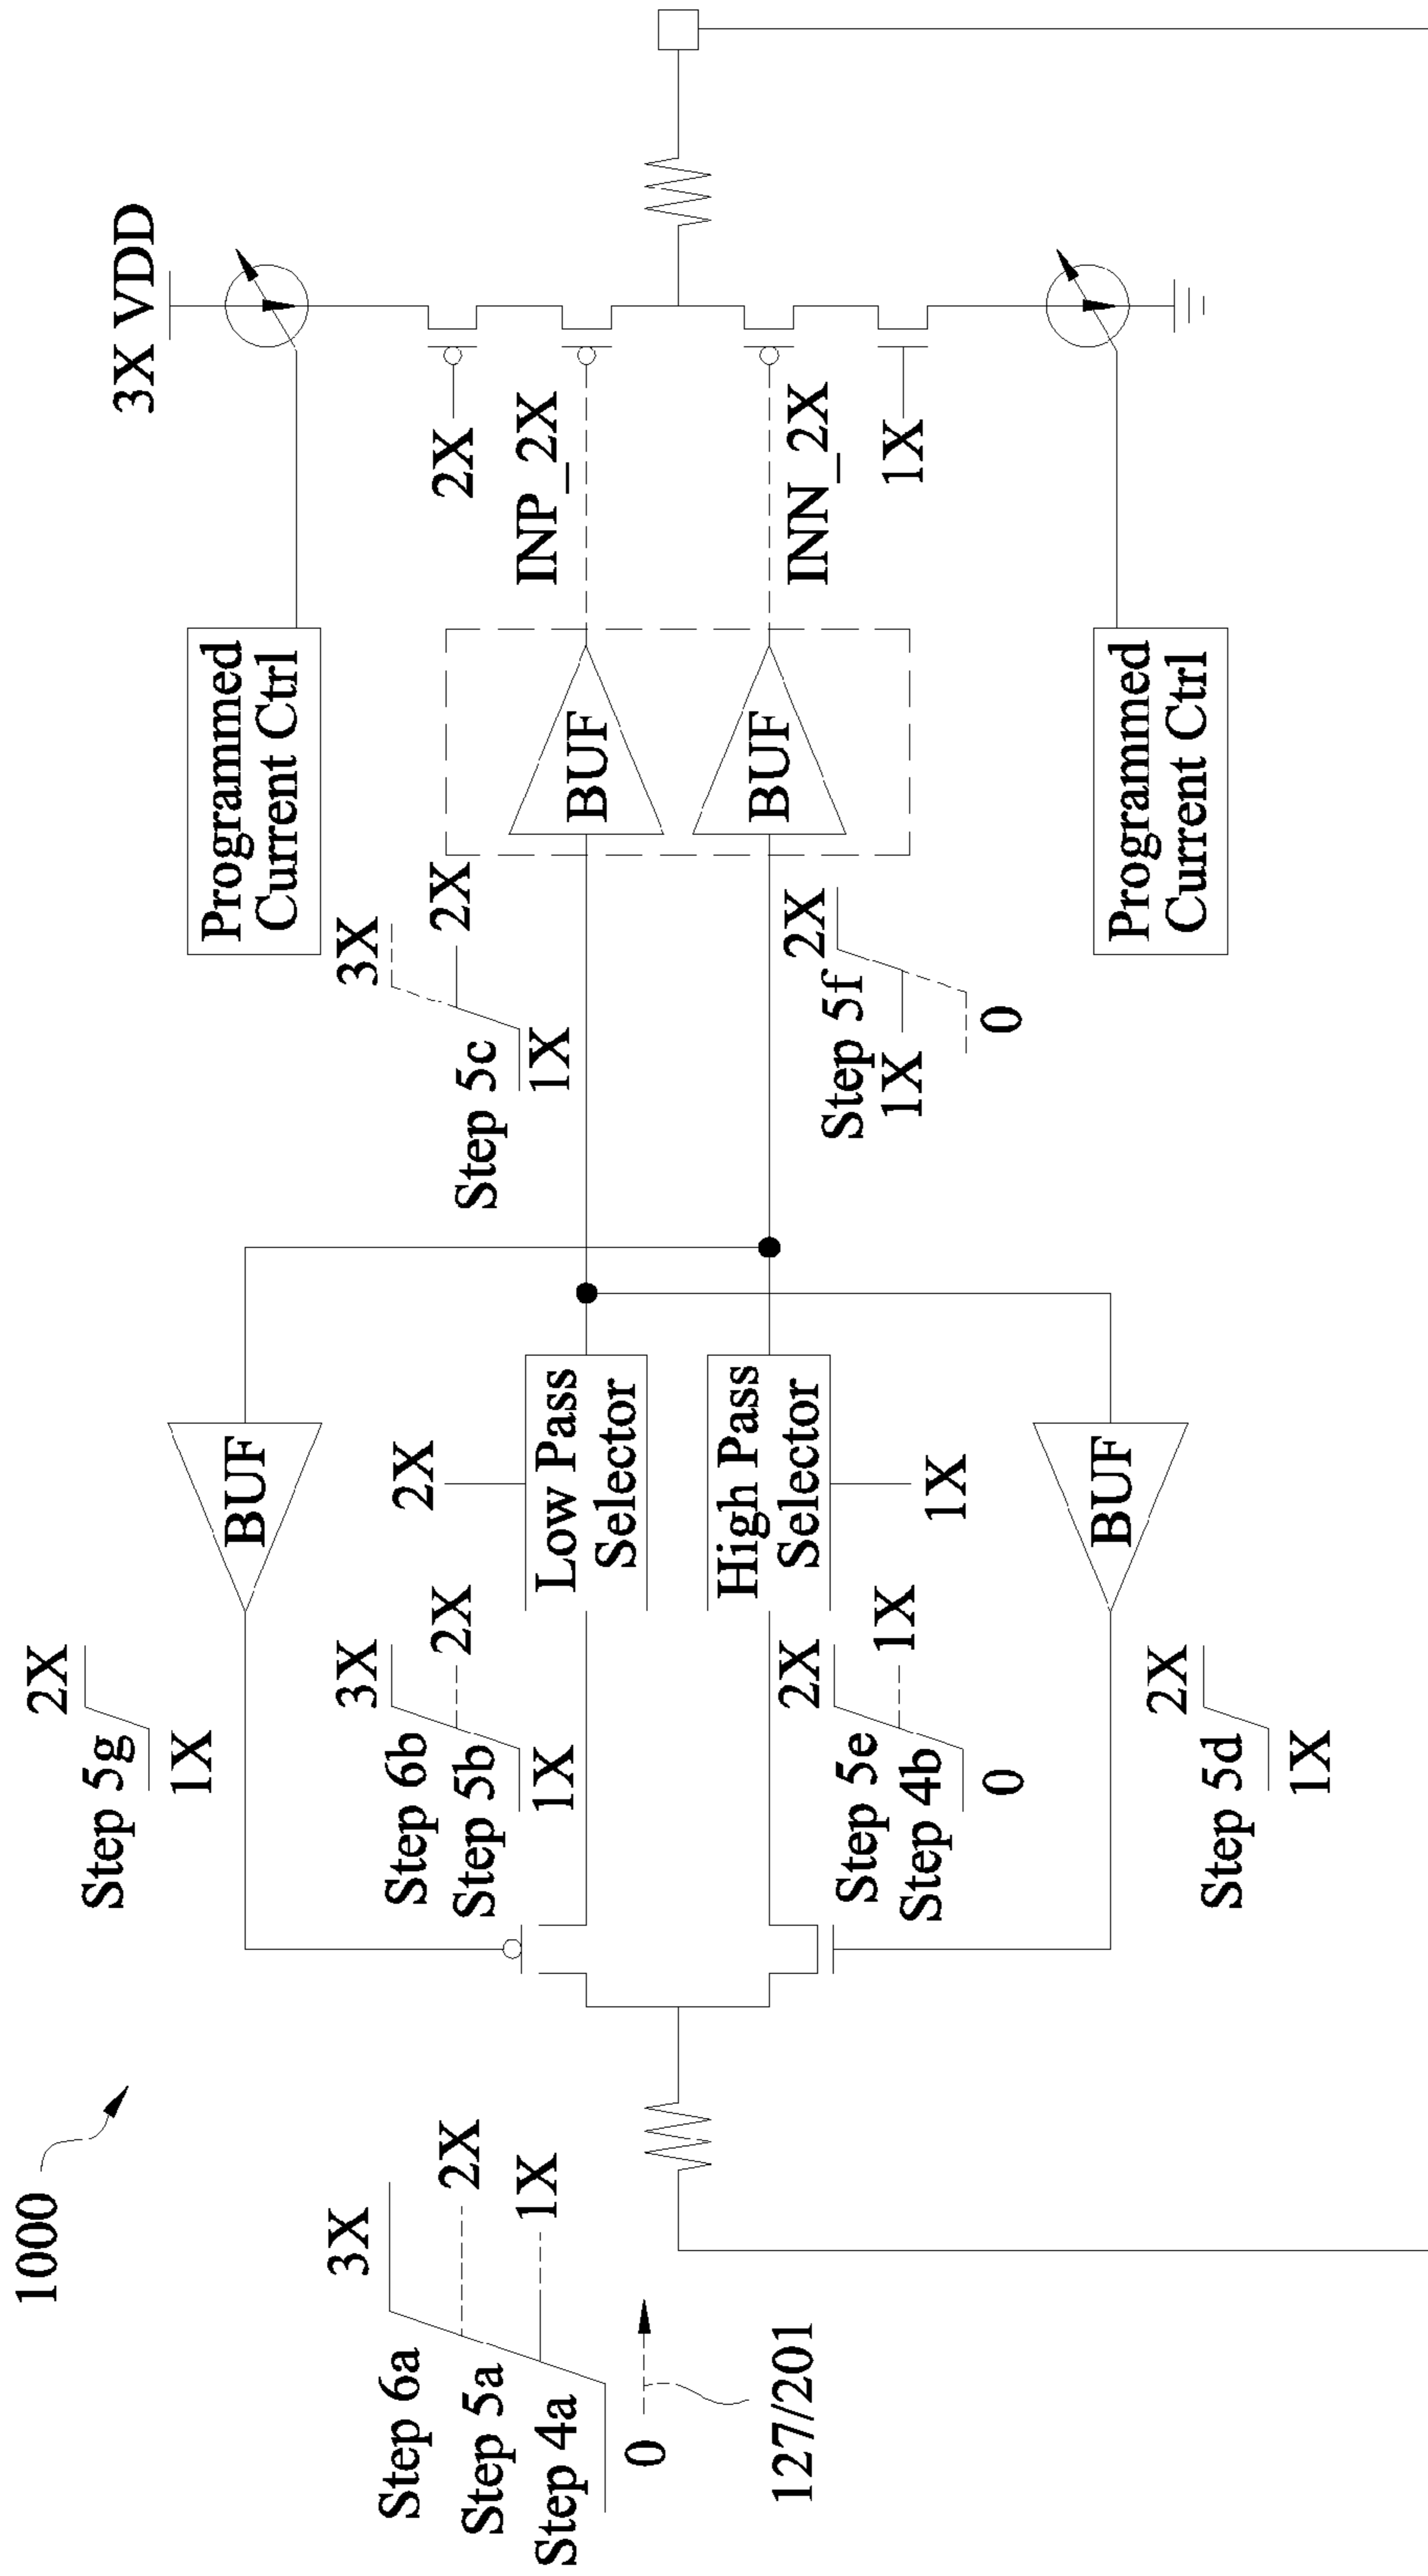 1000
3X
2X
1X
Step 6a
Step 5a
Step 4a
0
127/201
2X
Step 5g
1X
3X
2X
Step 6b
Step 5b
1X
2X
1X
Step 5e
Step 4b
0
2X
Step 5d
1X
BUF
2X
Low Pass
Selector
High Pass
Selector
1X
BUF
3X
2X
Step 5c
1X
2X
Step 5f
1X
0
BUF
BUF
Programmed
Current Ctrl
Programmed
Current Ctrl
3X VDD
2X
INP_2X
INN_2X
1X